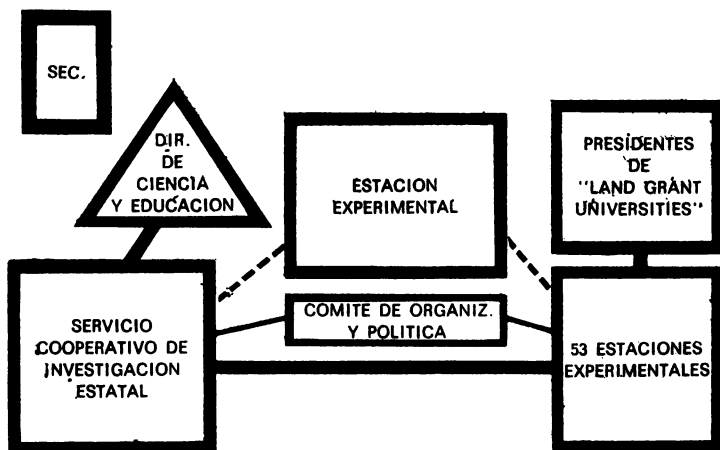 SEC.
DIR.
DE
CIENCIA
Y EDUCACION
ESTACION
EXPERIMENTAL
PRESIDENTES
DE
"LAND GRANT
UNIVERSITIES"
SERVICIO
COOPERATIVO DE
INVESTIGACION
ESTATAL
COMITE DE ORGANIZ.
Y POLITICA
53 ESTACIONES
EXPERIMENTALES